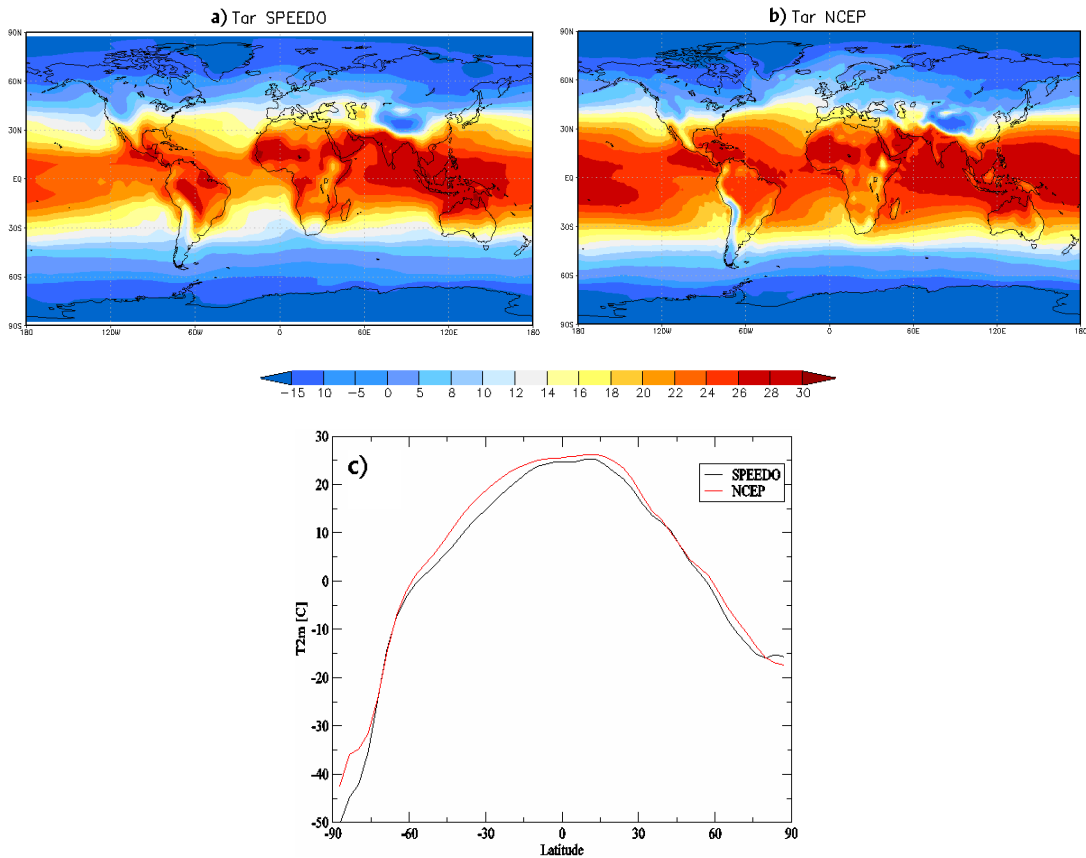 a) Tar SPEEDO
90N
60N
30N
EQ
30S
60S
90S
180 120W 60W 0 60E 120E 180
b) Tar NCEP
90N
60N
30N
EQ
30S
60S
90S
180 120W 60W 0 60E 120E 180
-15 10 -5 0 5 8 10 12 14 16 18 20 22 24 26 28 30
c)
SPEEDO
NCEP
T2m [C]
30
20
10
0
-10
-20
-30
-40
-50
-90 -60 -30 0 30 60 90
Latitude